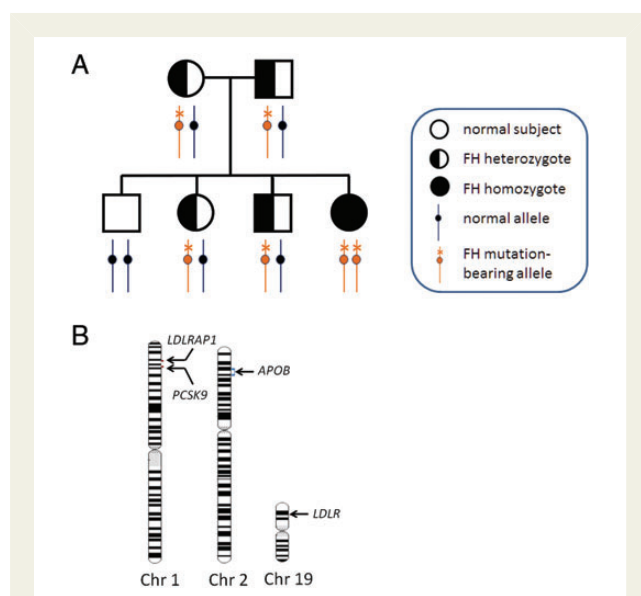 A
normal subject
FH heterozygote
FH homozygote
normal allele
FH mutation-
bearing allele
B
LDLRAP1
PCSK9
APOB
LDLR
Chr 1
Chr 2
Chr 19